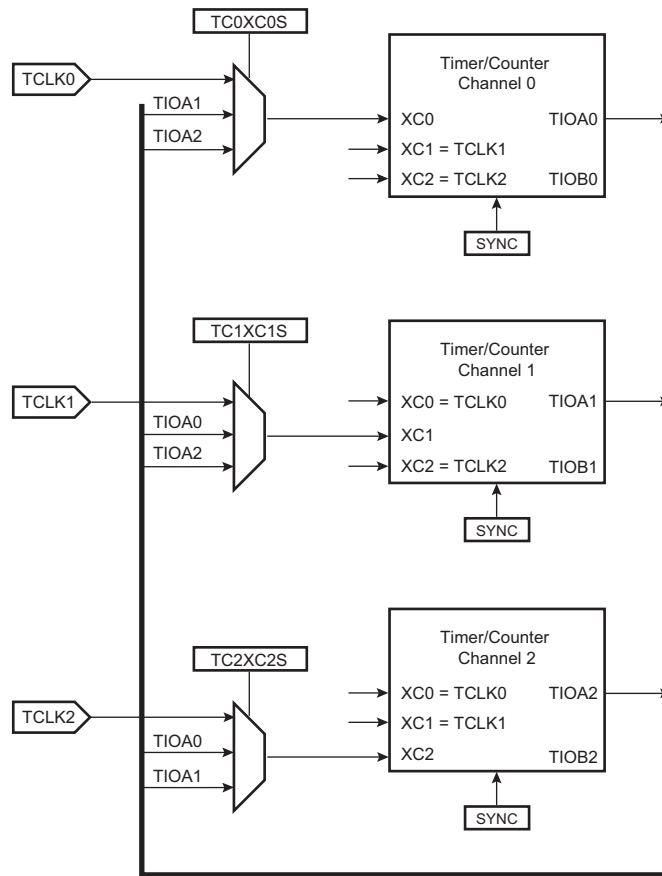 TC0XC0S
TCLK0
TIOA1
TIOA2
Timer/Counter
Channel 0
XC0
TIOA0
XC1 = TCLK1
XC2 = TCLK2
TIOB0
SYNC
TC1XC1S
TCLK1
TIOA0
TIOA2
Timer/Counter
Channel 1
XC0 = TCLK0
TIOA1
XC1
XC2 = TCLK2
TIOB1
SYNC
TC2XC2S
TCLK2
TIOA0
TIOA1
Timer/Counter
Channel 2
XC0 = TCLK0
TIOA2
XC1 = TCLK1
XC2
TIOB2
SYNC